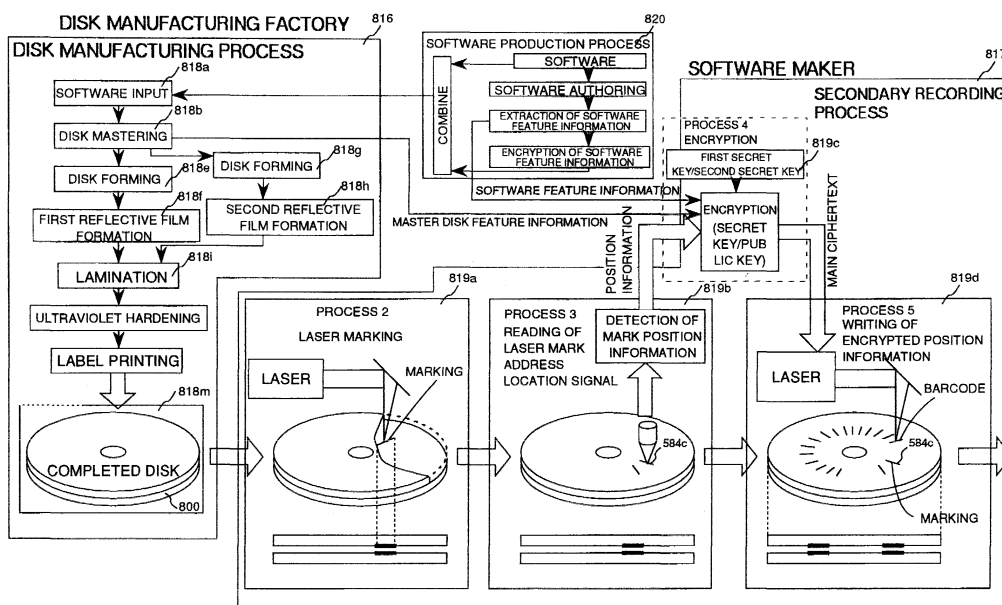 DISK MANUFACTURING FACTORY
816
DISK MANUFACTURING PROCESS
818a
SOFTWARE INPUT
818b
DISK MASTERING
818e
DISK FORMING
818g
DISK FORMING
818f
818h
FIRST REFLECTIVE FILM
FORMATION
SECOND REFLECTIVE
FILM FORMATION
LAMINATION
818i
ULTRAVIOLET HARDENING
LABEL PRINTING
818m
COMPLETED DISK
800
820
SOFTWARE PRODUCTION PROCESS
SOFTWARE
COMBINE
SOFTWARE AUTHORING
EXTRACTION OF SOFTWARE
FEATURE INFORMATION
ENCRYPTION OF SOFTWARE
FEATURE INFORMATION
SOFTWARE FEATURE INFORMATION
MASTER DISK FEATURE INFORMATION
817
SOFTWARE MAKER
SECONDARY RECORDING
PROCESS
PROCESS 4
ENCRYPTION
819c
FIRST SECRET
KEY/SECOND SECRET KEY
ENCRYPTION
(SECRET
KEY/PUB
LIC KEY)
POSITION
INFORMATION
MAIN CIPHERTEXT
819a
PROCESS 2
LASER MARKING
LASER
MARKING
819b
PROCESS 3
READING OF
LASER MARK
ADDRESS
LOCATION SIGNAL
DETECTION OF
MARK POSITION
INFORMATION
584c
819d
PROCESS 5
WRITING OF
ENCRYPTED POSITION
INFORMATION
LASER
BARCODE
584c
MARKING